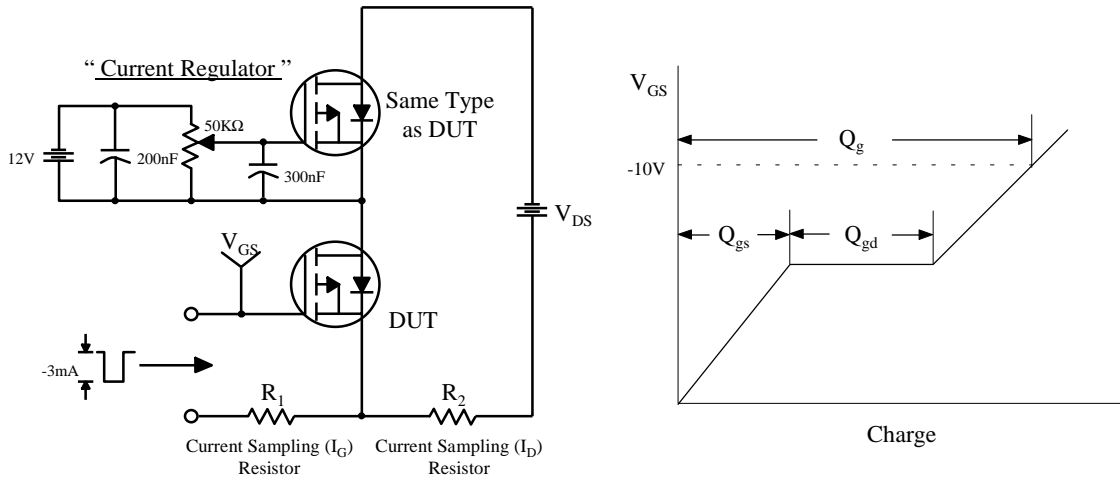 “ Current Regulator ”
12V
200nF
50KΩ
300nF
Same Type
as DUT
V_DS
V_GS
DUT
-3mA
R_1
R_2
Current Sampling (I_G)
Resistor
Current Sampling (I_D)
Resistor
V_GS
Q_g
-10V
Q_gs
Q_gd
Charge